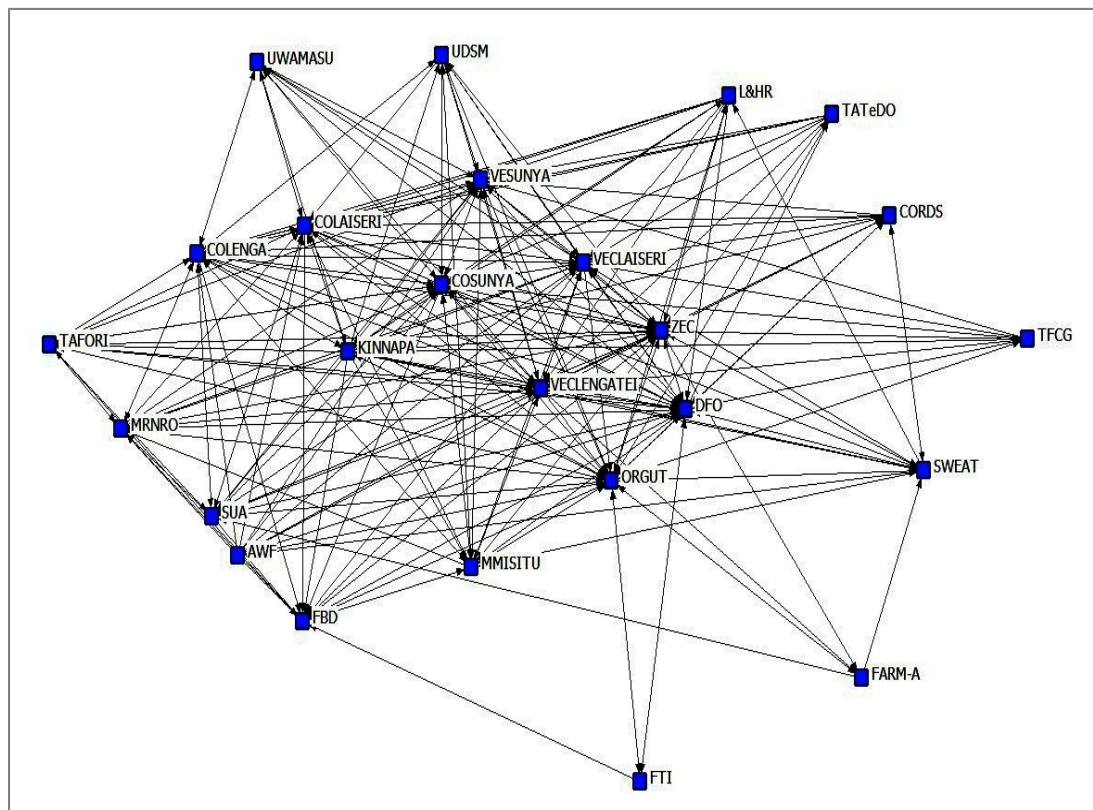 UWAMASU
UDSM
L&HR
TATeDO
VESUNYA
CORDS
COLAISERI
COLENGA
VECLAISERI
COSUNYA
ZEC
TAFORI
KINNAPA
TFCG
VECLENGATEI
DFO
MRNRO
SWEAT
ORGUT
SUA
AWF
MMISITU
FBD
FARM-A
FTI